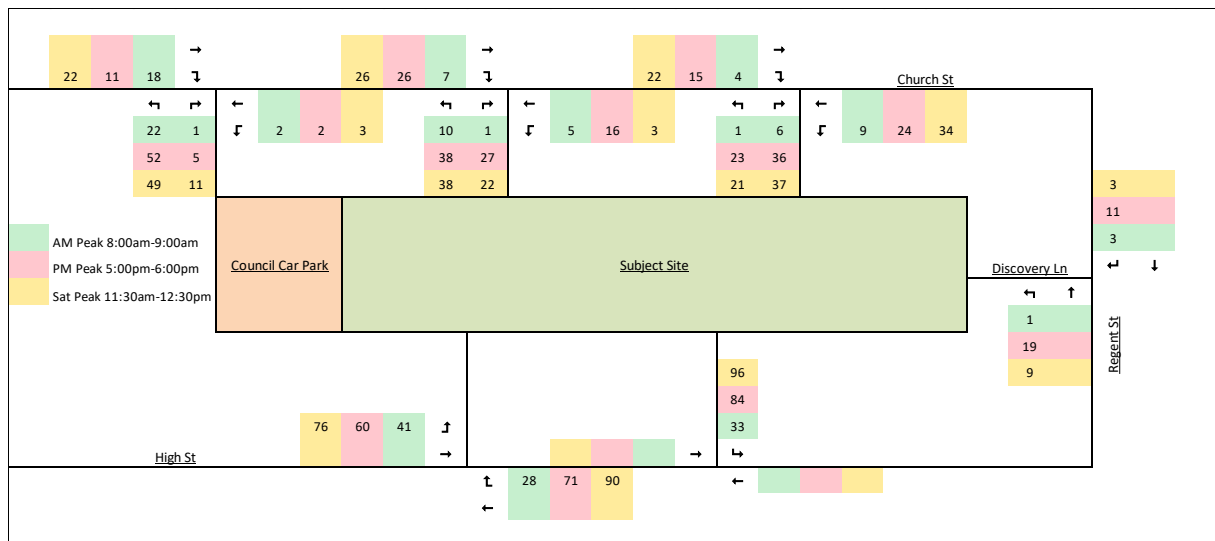 22 11 18 26 26 7 22 15 4 Church St
2 2 3 5 16 3 9 24 34
22 1 10 1 1 6
52 5 38 27 23 36
49 11 38 22 21 37
3
11
3
AM Peak 8:00am-9:00am
PM Peak 5:00pm-6:00pm
Sat Peak 11:30am-12:30pm
Council Car Park
Subject Site
Discovery Ln
1
19
9
Regent St
96
84
33
76 60 41
High St
28 71 90